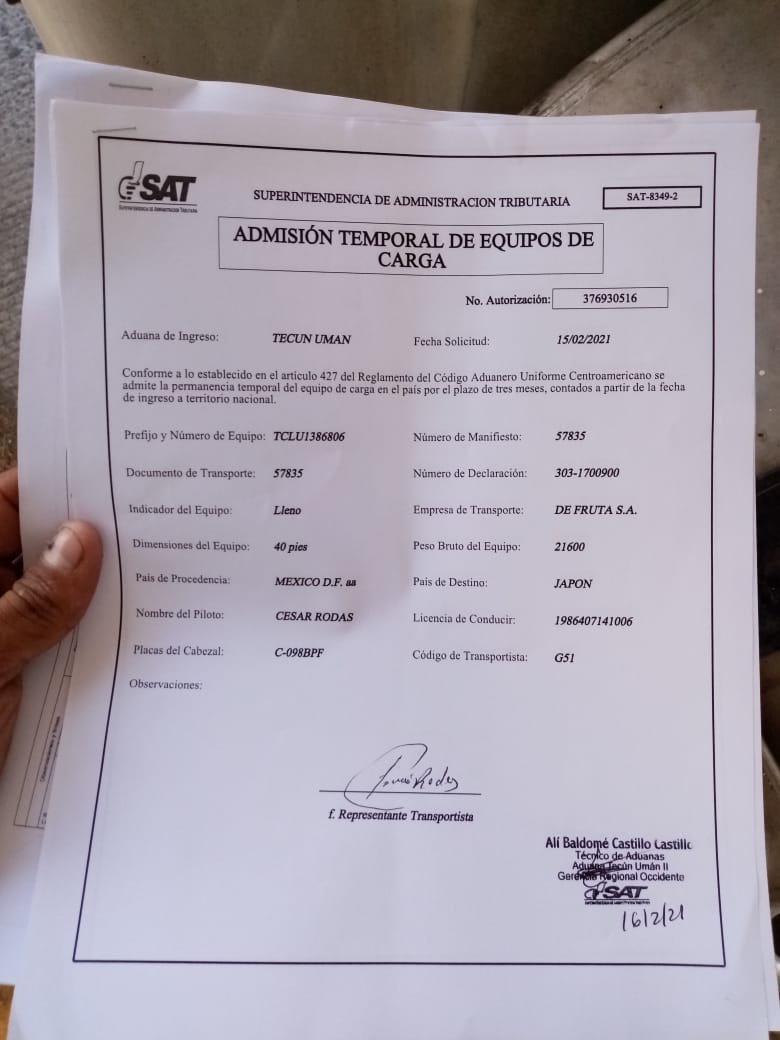 SAT
SUPERINTENDENCIA DE ADMINISTRACION TRIBUTARIA
SUPERINTENDENCIA DE ADMINISTRACION TRIBUTARIA
SAT-8349-2
ADMISIÓN TEMPORAL DE EQUIPOS DE
CARGA
No. Autorización: 376930516
Aduana de Ingreso: TECUN UMAN Fecha Solicitud: 15/02/2021
Conforme a lo establecido en el articulo 427 del Reglamento del Código Aduanero Uniforme Centroamericano se
admite la permanencia temporal del equipo de carga en el país por el plazo de tres meses, contados a partir de la fecha
de ingreso a territorio nacional.
Prefijo y Número de Equipo: TCLU1386806 Número de Manifiesto: 57835
Documento de Transporte: 57835 Número de Declaración: 303-1700900
Indicador del Equipo: Lleno Empresa de Transporte: DE FRUTA S.A.
Dimensiones del Equipo: 40 pies Peso Bruto del Equipo: 21600
Pais de Procedencia: MEXICO D.F. aa Pais de Destino: JAPON
Nombre del Piloto: CESAR RODAS Licencia de Conducir: 1986407141006
Placas del Cabezal: C-098BPF Código de Transportista: G51
Observaciones:
f. Representante Transportista
Alí Baldomé Castillo Castillo
Técnico de Aduanas
Aduana Tecún Umán II
Gerencia Regional Occidente
SAT
16/2/21